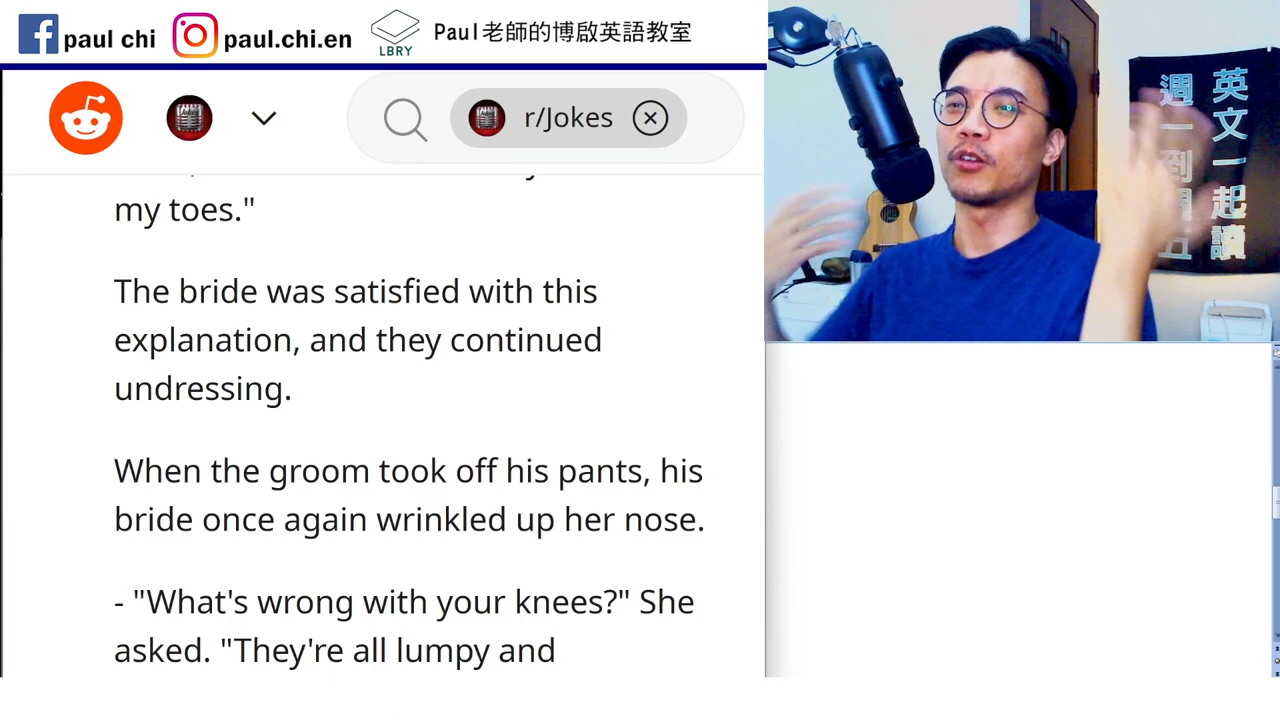 paul chi
paul.chi.en
LBRY
Paul老師的博啟英語教室
r/Jokes
my toes."
The bride was satisfied with this
explanation, and they continued
undressing.
When the groom took off his pants, his
bride once again wrinkled up her nose.
- "What's wrong with your knees?" She
asked. "They're all lumpy and
英文一起讀
週一到週五